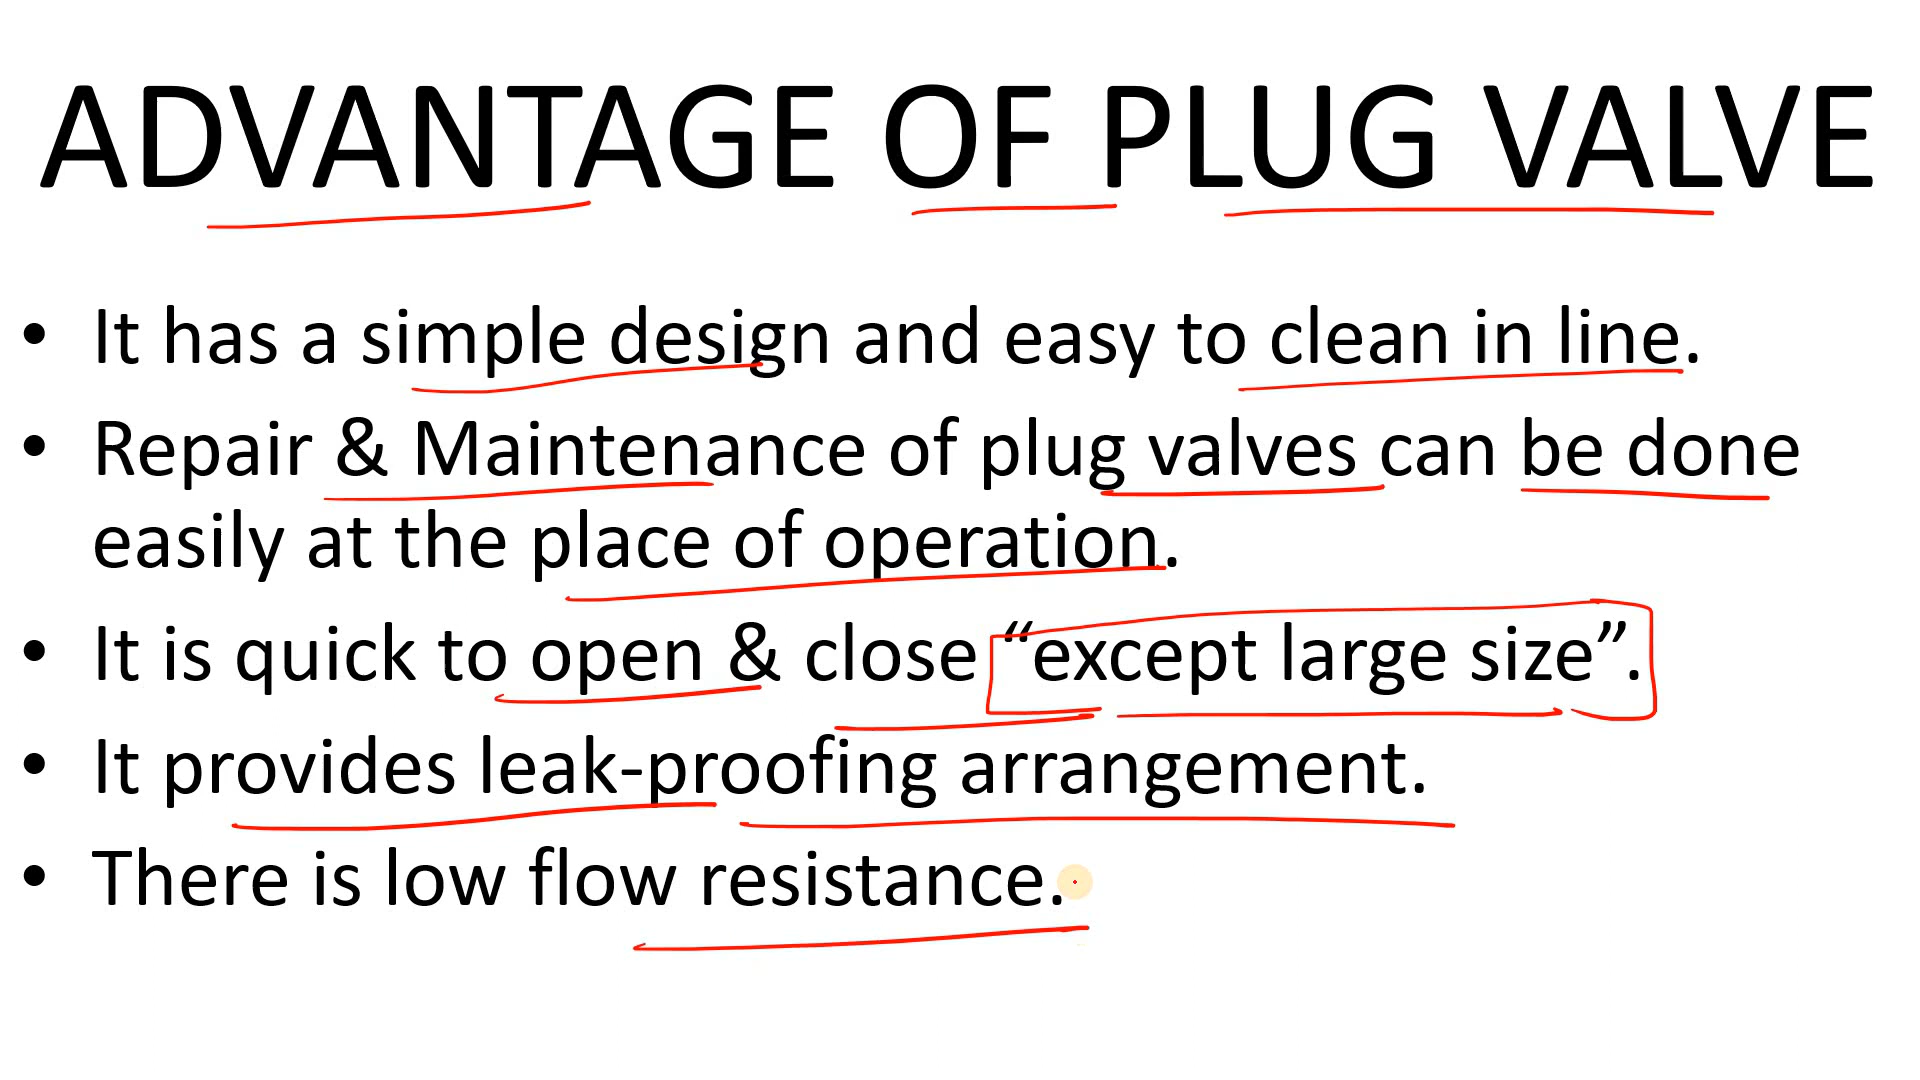 ADVANTAGE OF PLUG VALVE
• It has a simple design and easy to clean in line.
• Repair & Maintenance of plug valves can be done
easily at the place of operation.
• It is quick to open & close “except large size”.
• It provides leak-proofing arrangement.
• There is low flow resistance.